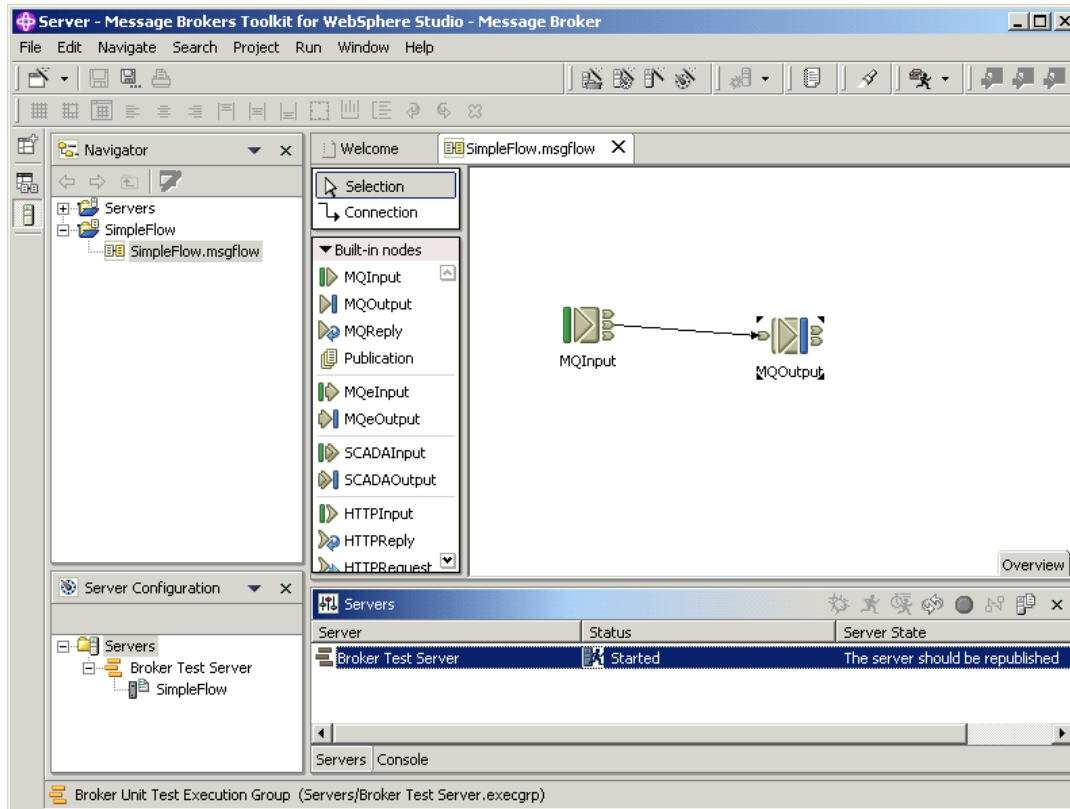 Server - Message Brokers Toolkit for WebSphere Studio - Message Broker
File Edit Navigate Search Project Run Window Help
Navigator
Servers
SimpleFlow
SimpleFlow.msgflow
Welcome
SimpleFlow.msgflow
Selection
Connection
Built-in nodes
MQInput
MQOutput
MQReply
Publication
MQeInput
MQeOutput
SCADAInput
SCADAOutput
HTTPInput
HTTPReply
HTTPRequest
MQInput
MQOutput
Overview
Server Configuration
Servers
Broker Test Server
SimpleFlow
Servers
Server Status Server State
Broker Test Server Started The server should be republished
Servers Console
Broker Unit Test Execution Group (Servers/Broker Test Server.execgrp)